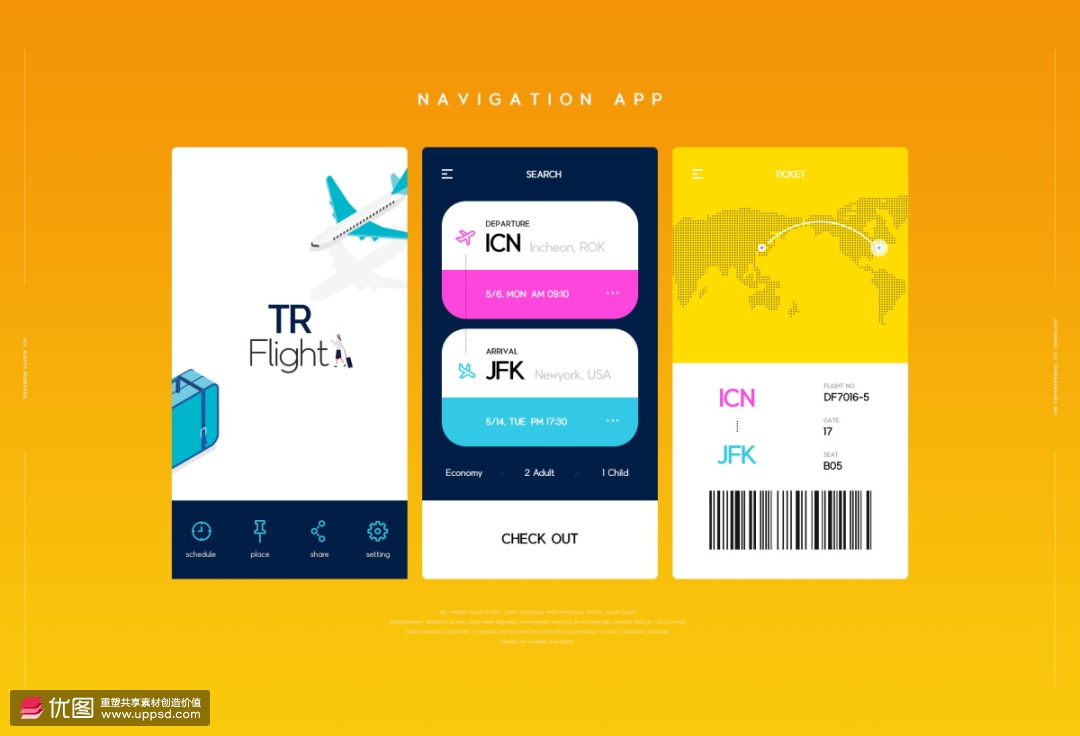 NAVIGATION APP
TR
Flight
schedule
place
share
setting
SEARCH
DEPARTURE
ICN Incheon, ROK
5/6, MON AM 09:10
ARRIVAL
JFK Newyork, USA
5/14, TUE PM 17:30
Economy
2 Adult
1 Child
CHECK OUT
TICKET
ICN
JFK
FLIGHT NO.
DF7016-5
GATE
17
SEAT
B05
ALL RIGHTS RESERVED
优图
重塑共享素材创造价值
www.uppsd.com